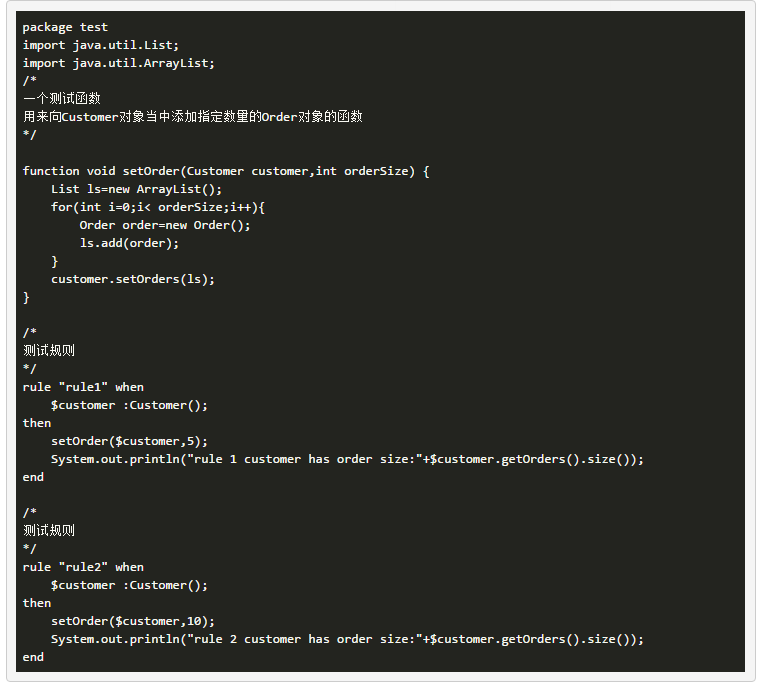 package test
import java.util.List;
import java.util.ArrayList;
/*
一个测试函数
用来向Customer对象当中添加指定数量的Order对象的函数
*/
function void setOrder(Customer customer,int orderSize) {
    List ls=new ArrayList();
    for(int i=0;i< orderSize;i++){
        Order order=new Order();
        ls.add(order);
    }
    customer.setOrders(ls);
}
/*
测试规则
*/
rule "rule1" when
    $customer :Customer();
then
    setOrder($customer,5);
    System.out.println("rule 1 customer has order size:"+$customer.getOrders().size());
end
/*
测试规则
*/
rule "rule2" when
    $customer :Customer();
then
    setOrder($customer,10);
    System.out.println("rule 2 customer has order size:"+$customer.getOrders().size());
end